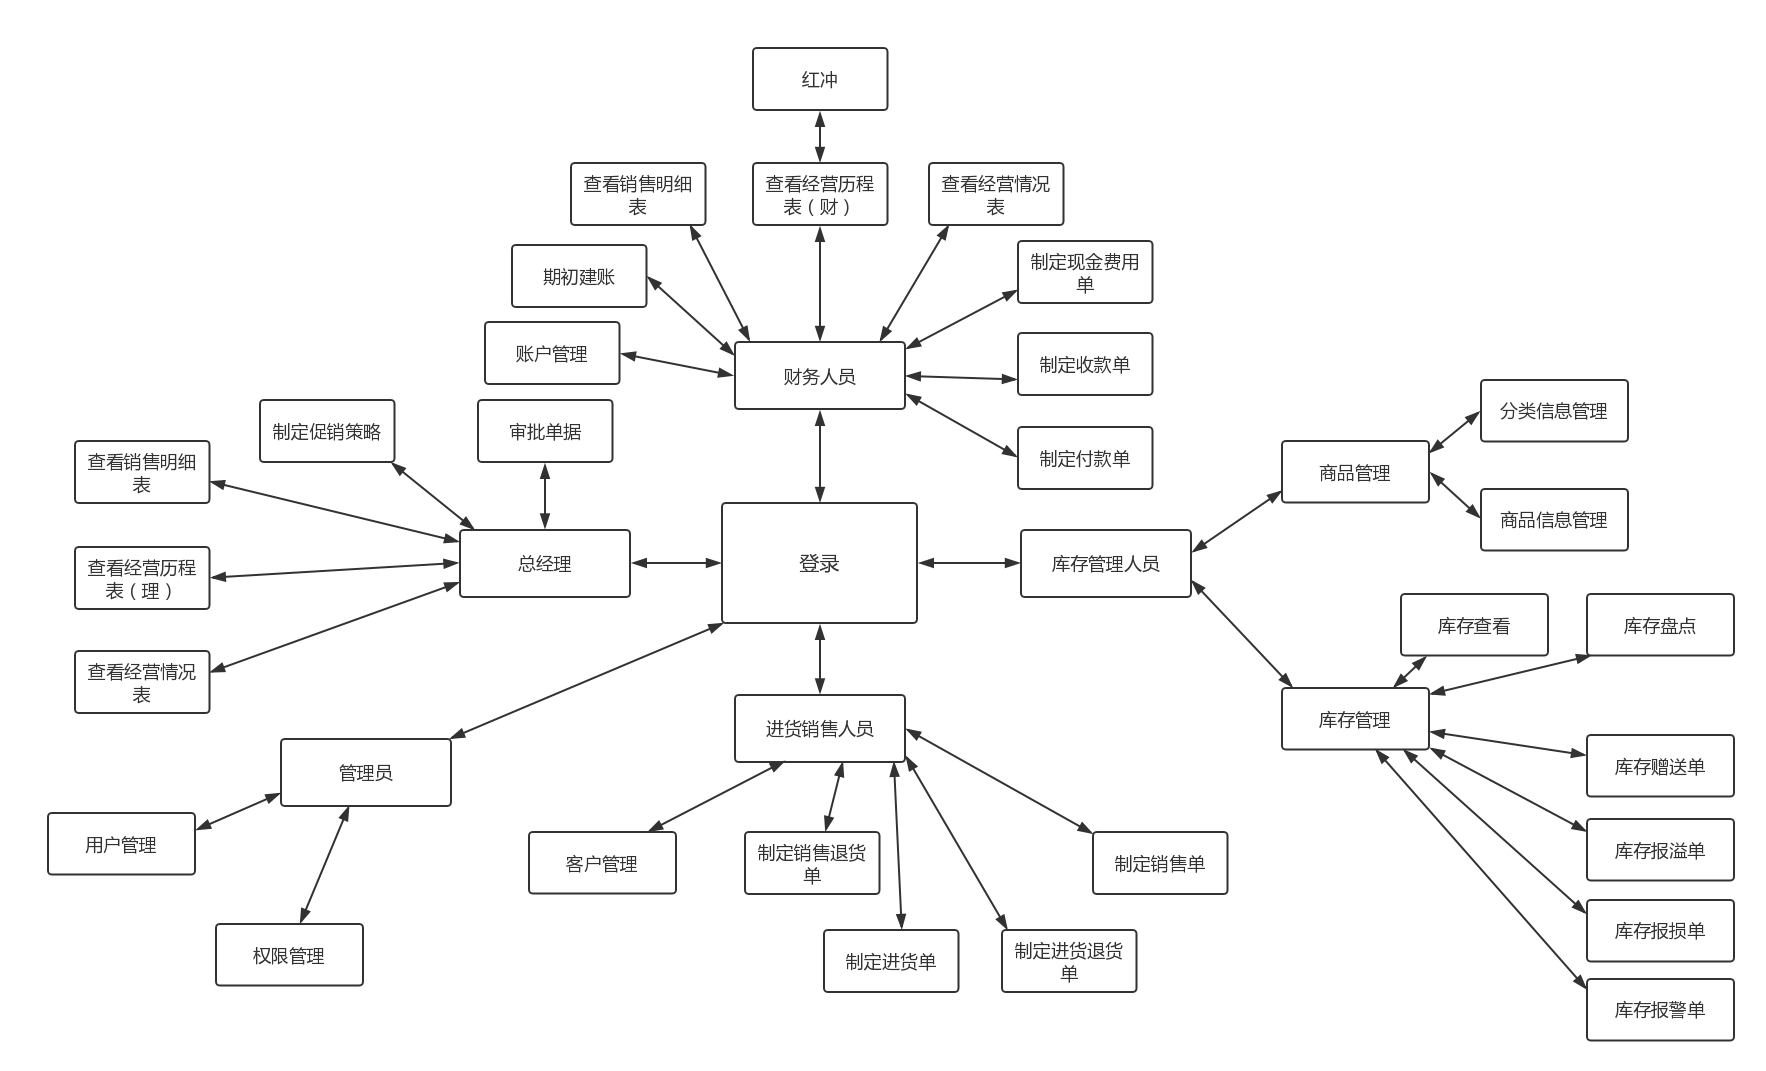 红冲
查看销售明细
表
查看经营历程
表（财）
查看经营情况
表
期初建账
制定现金费用
单
账户管理
财务人员
制定收款单
制定促销策略
审批单据
制定付款单
分类信息管理
查看销售明细
表
商品管理
商品信息管理
查看经营历程
表（理）
总经理
登录
库存管理人员
查看经营情况
表
库存查看
库存盘点
进货销售人员
库存管理
管理员
库存赠送单
用户管理
客户管理
制定销售退货
单
制定销售单
库存报溢单
权限管理
制定进货单
制定进货退货
单
库存报损单
库存报警单